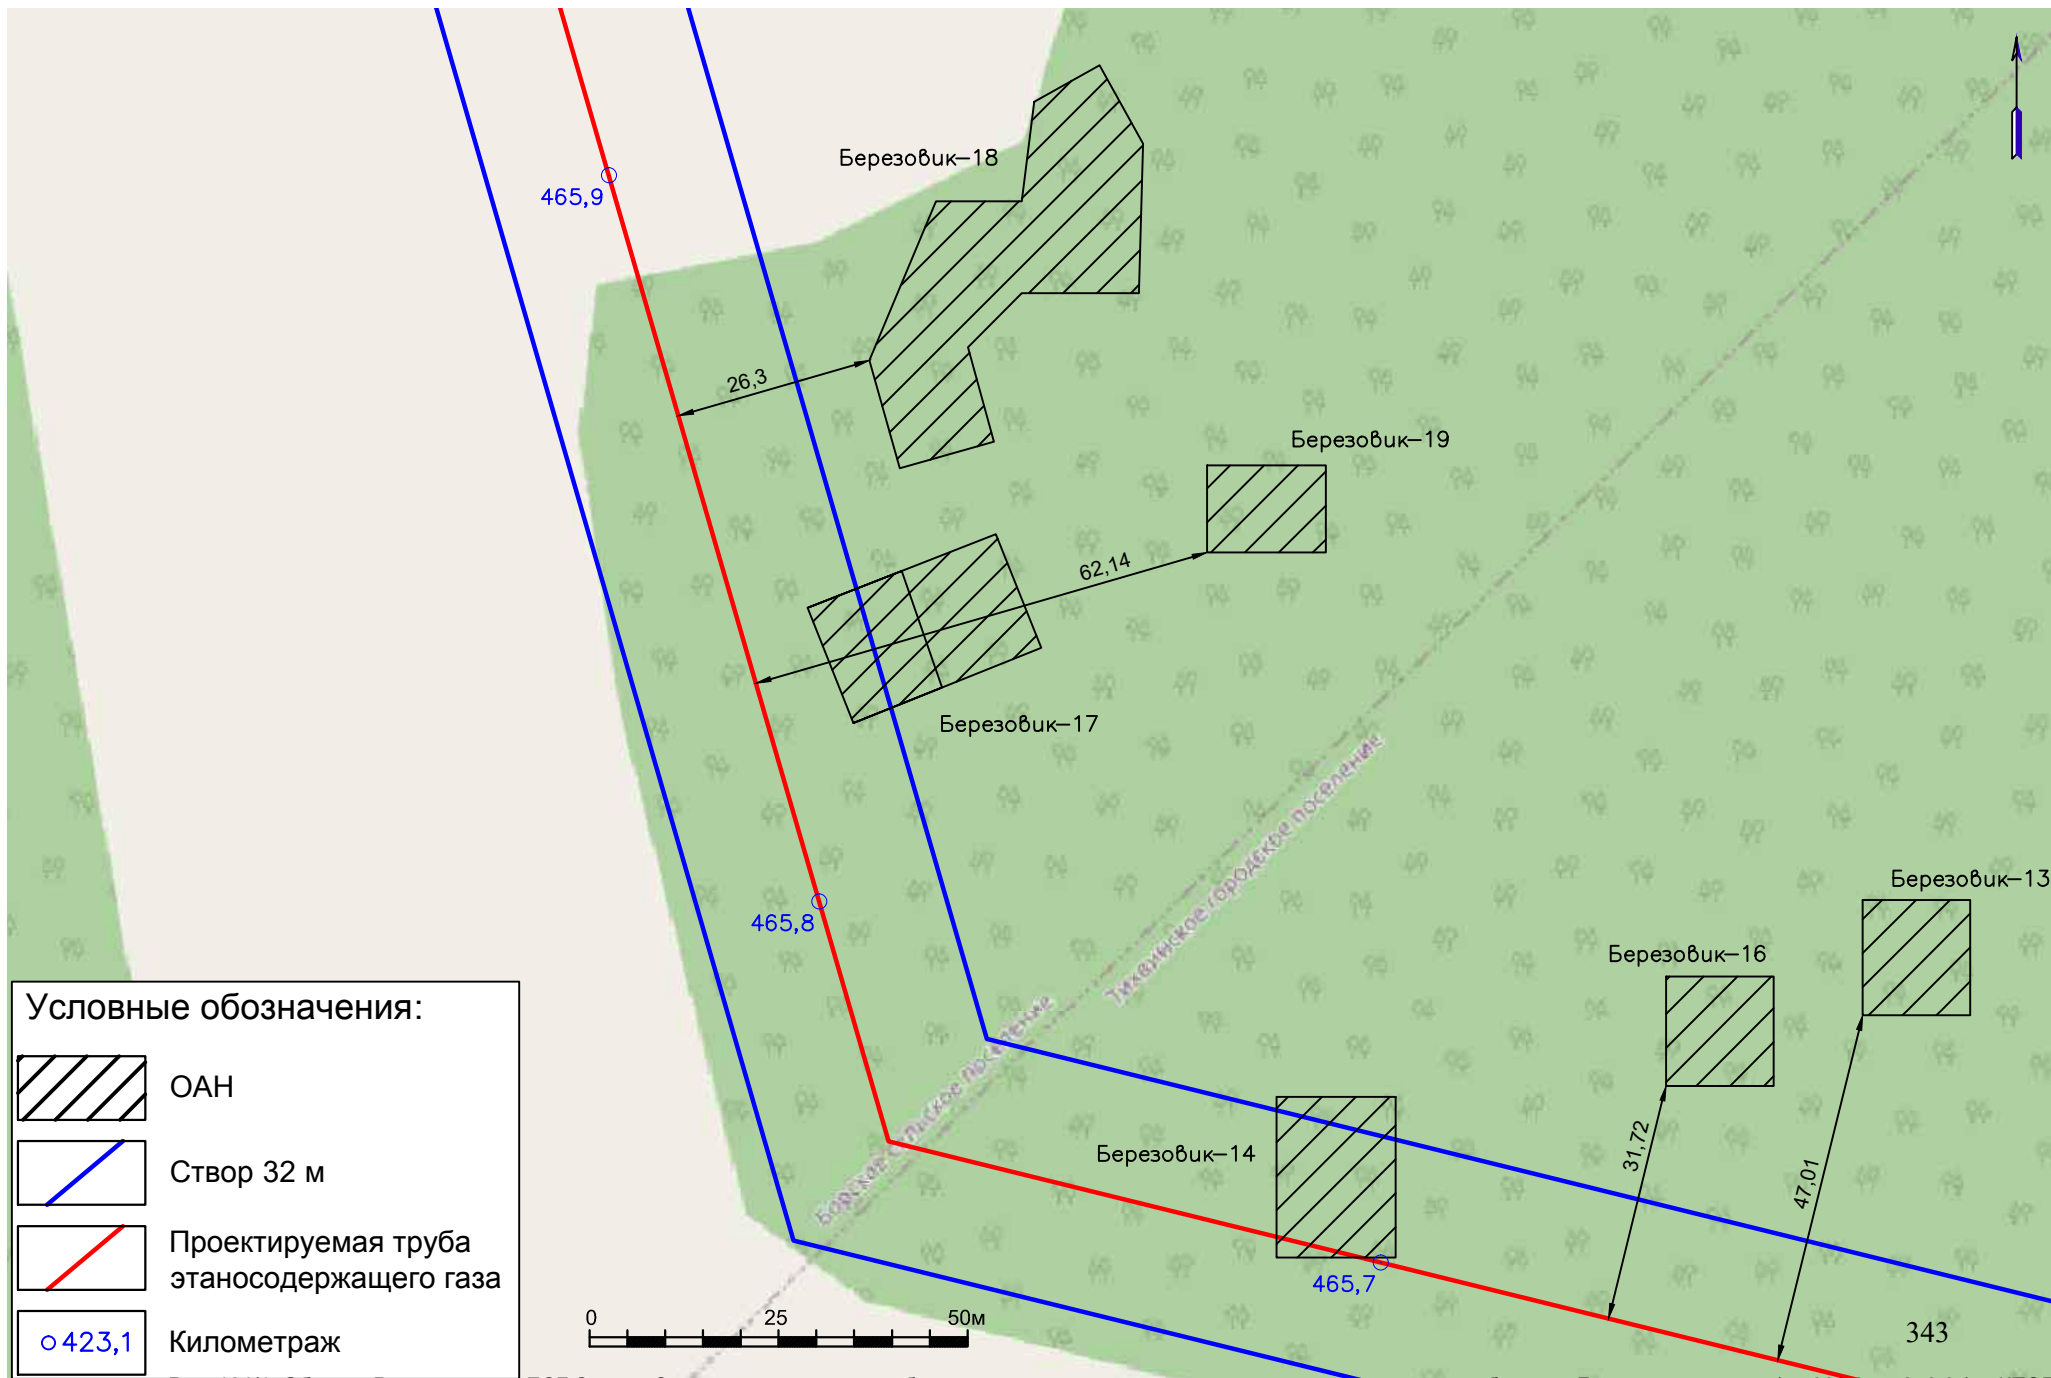 Березовик-18
465,9
26,3
Березовик-19
62,14
Березовик-17
Тихвинское городское поселение
465,8
Березовик-13
Березовик-16
Борское сельское поселение
Березовик-14
31,72
47,01
465,7
343
0 25 50м
Условные обозначения:
ОАН
Створ 32 м
Проектируемая труба
этаносодержащего газа
423,1 Километраж